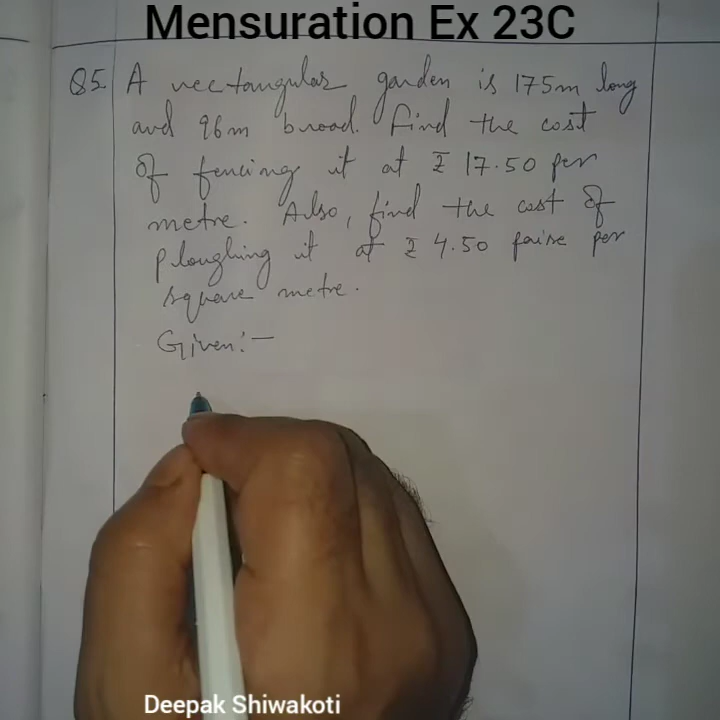 Mensuration Ex 23C
Q5. A rectangular garden is 175m long
and 96m broad. Find the cost
of fencing it at ₹ 17.50 per
metre. Also, find the cost of
ploughing it at ₹ 4.50 paise per
square metre.
Given:-
Deepak Shiwakoti